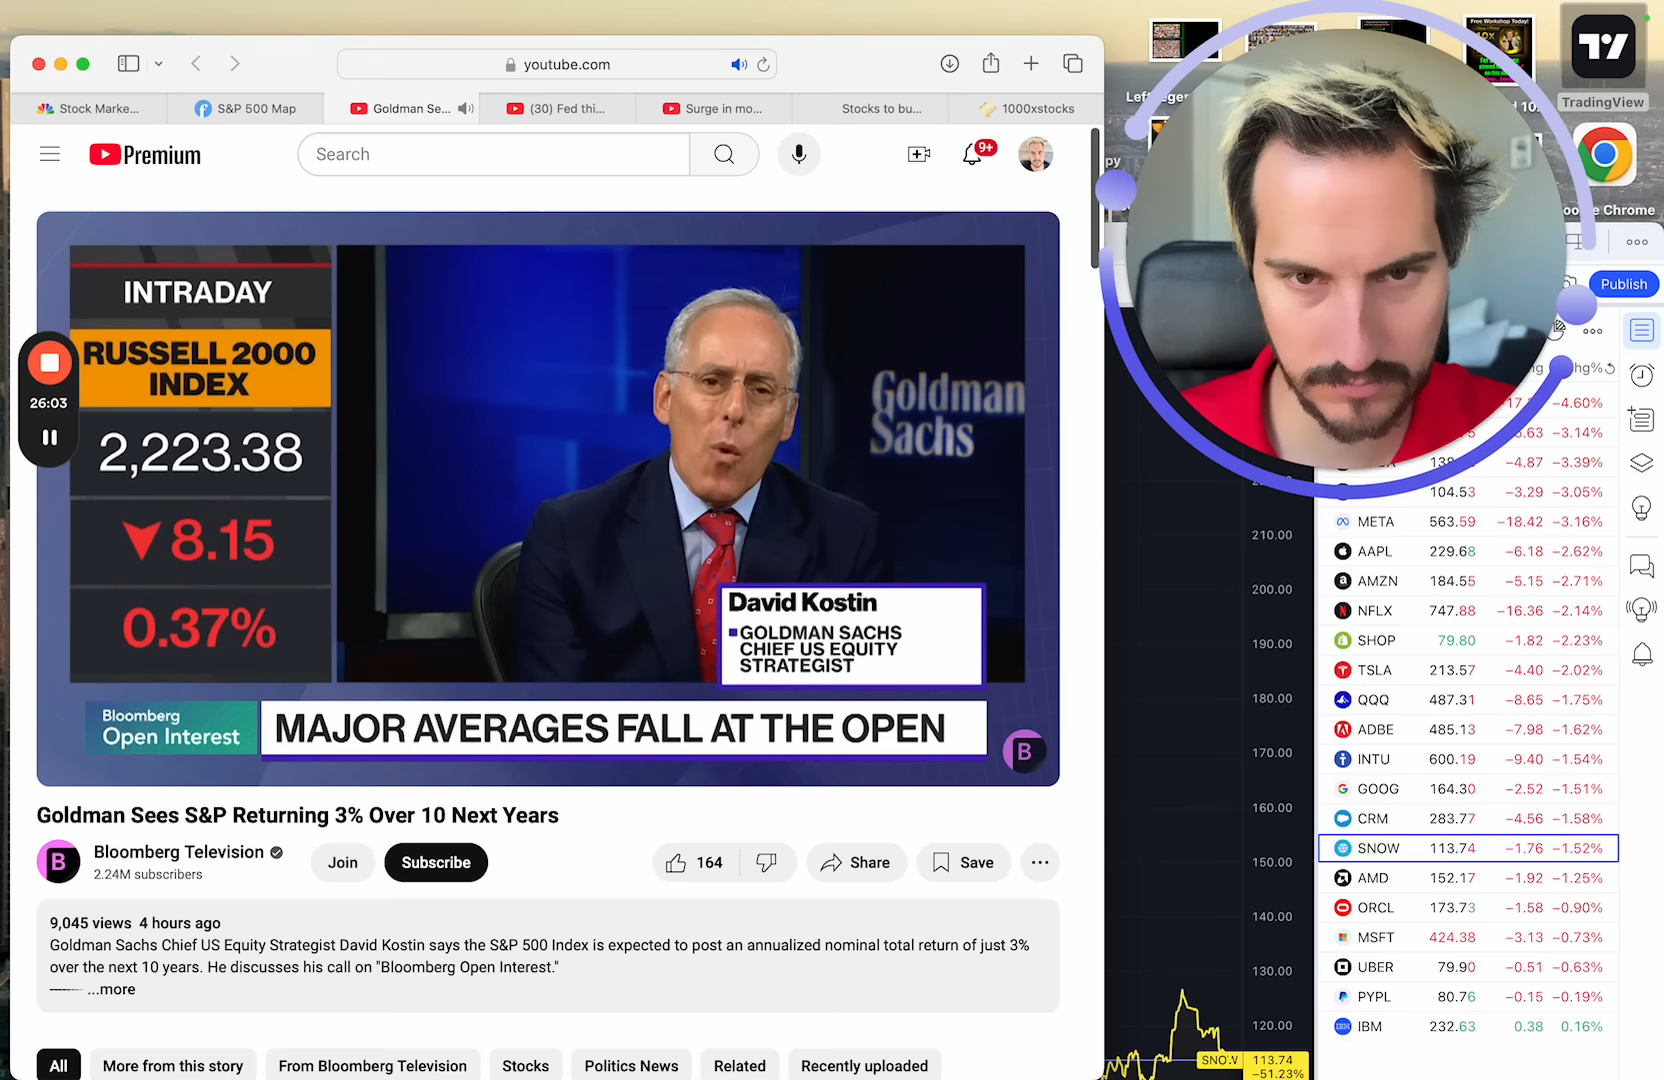 youtube.com
Stock Marke...
S&P 500 Map
Goldman Se...
(30) Fed thi...
Surge in mo...
Stocks to bu...
1000xstocks
Premium
Search
9+
INTRADAY
RUSSELL 2000
INDEX
2,223.38
8.15
0.37%
26:03
Goldman
Sachs
David Kostin
GOLDMAN SACHS
CHIEF US EQUITY
STRATEGIST
Bloomberg
Open Interest
MAJOR AVERAGES FALL AT THE OPEN
B
Goldman Sees S&P Returning 3% Over 10 Next Years
B
Bloomberg Television
2.24M subscribers
Join
Subscribe
164
Share
Save
9,045 views 4 hours ago
Goldman Sachs Chief US Equity Strategist David Kostin says the S&P 500 Index is expected to post an annualized nominal total return of just 3%
over the next 10 years. He discusses his call on "Bloomberg Open Interest."
...more
All
More from this story
From Bloomberg Television
Stocks
Politics News
Related
Recently uploaded
Free Workshop Today!
TradingView
Chrome
Publish
−4.60%
−3.14%
−4.87 −3.39%
104.53 −3.29 −3.05%
META 563.59 −18.42 −3.16%
AAPL 229.68 −6.18 −2.62%
AMZN 184.55 −5.15 −2.71%
NFLX 747.88 −16.36 −2.14%
SHOP 79.80 −1.82 −2.23%
TSLA 213.57 −4.40 −2.02%
QQQ 487.31 −8.65 −1.75%
ADBE 485.13 −7.98 −1.62%
INTU 600.19 −9.40 −1.54%
GOOG 164.30 −2.52 −1.51%
CRM 283.77 −4.56 −1.58%
SNOW 113.74 −1.76 −1.52%
AMD 152.17 −1.92 −1.25%
ORCL 173.73 −1.58 −0.90%
MSFT 424.38 −3.13 −0.73%
UBER 79.90 −0.51 −0.63%
PYPL 80.76 −0.15 −0.19%
IBM 232.63 0.38 0.16%
210.00
200.00
190.00
180.00
170.00
160.00
150.00
140.00
130.00
120.00
SNOW 113.74
−51.23%